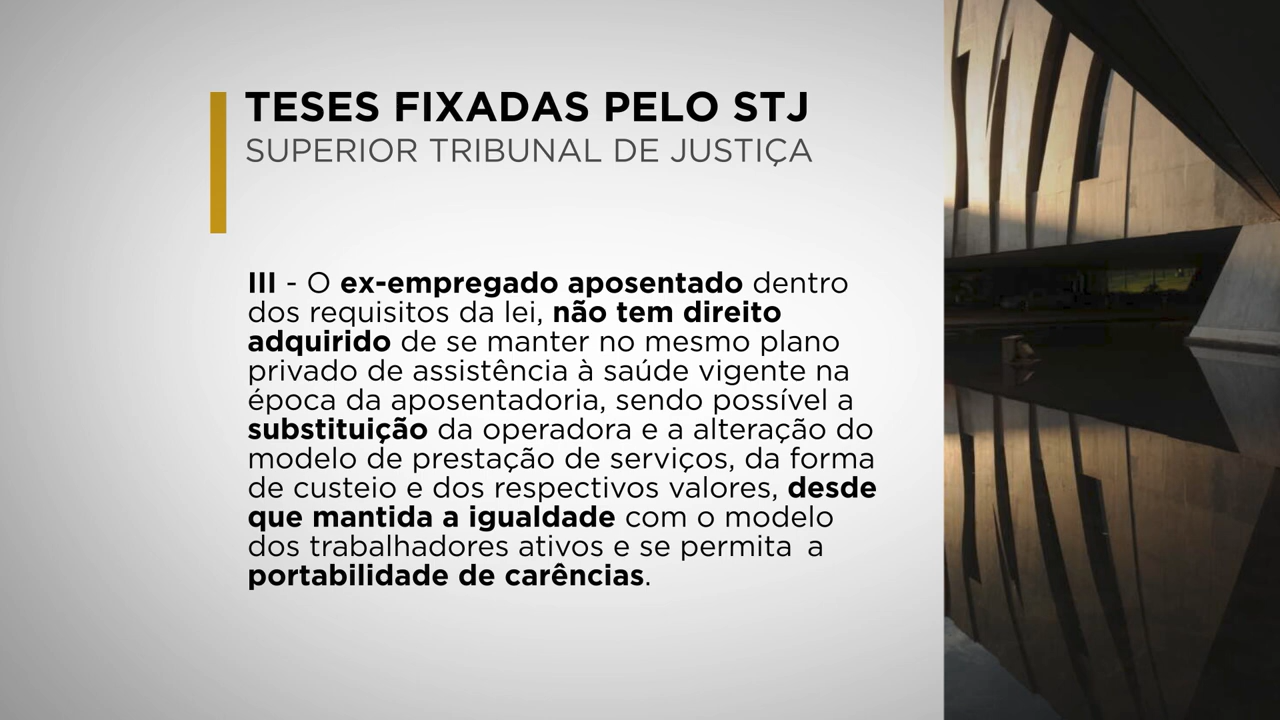 TESES FIXADAS PELO STJ
SUPERIOR TRIBUNAL DE JUSTIÇA
III - O ex-empregado aposentado dentro
dos requisitos da lei, não tem direito
adquirido de se manter no mesmo plano
privado de assistência à saúde vigente na
época da aposentadoria, sendo possível a
substituição da operadora e a alteração do
modelo de prestação de serviços, da forma
de custeio e dos respectivos valores, desde
que mantida a igualdade com o modelo
dos trabalhadores ativos e se permita a
portabilidade de carências.